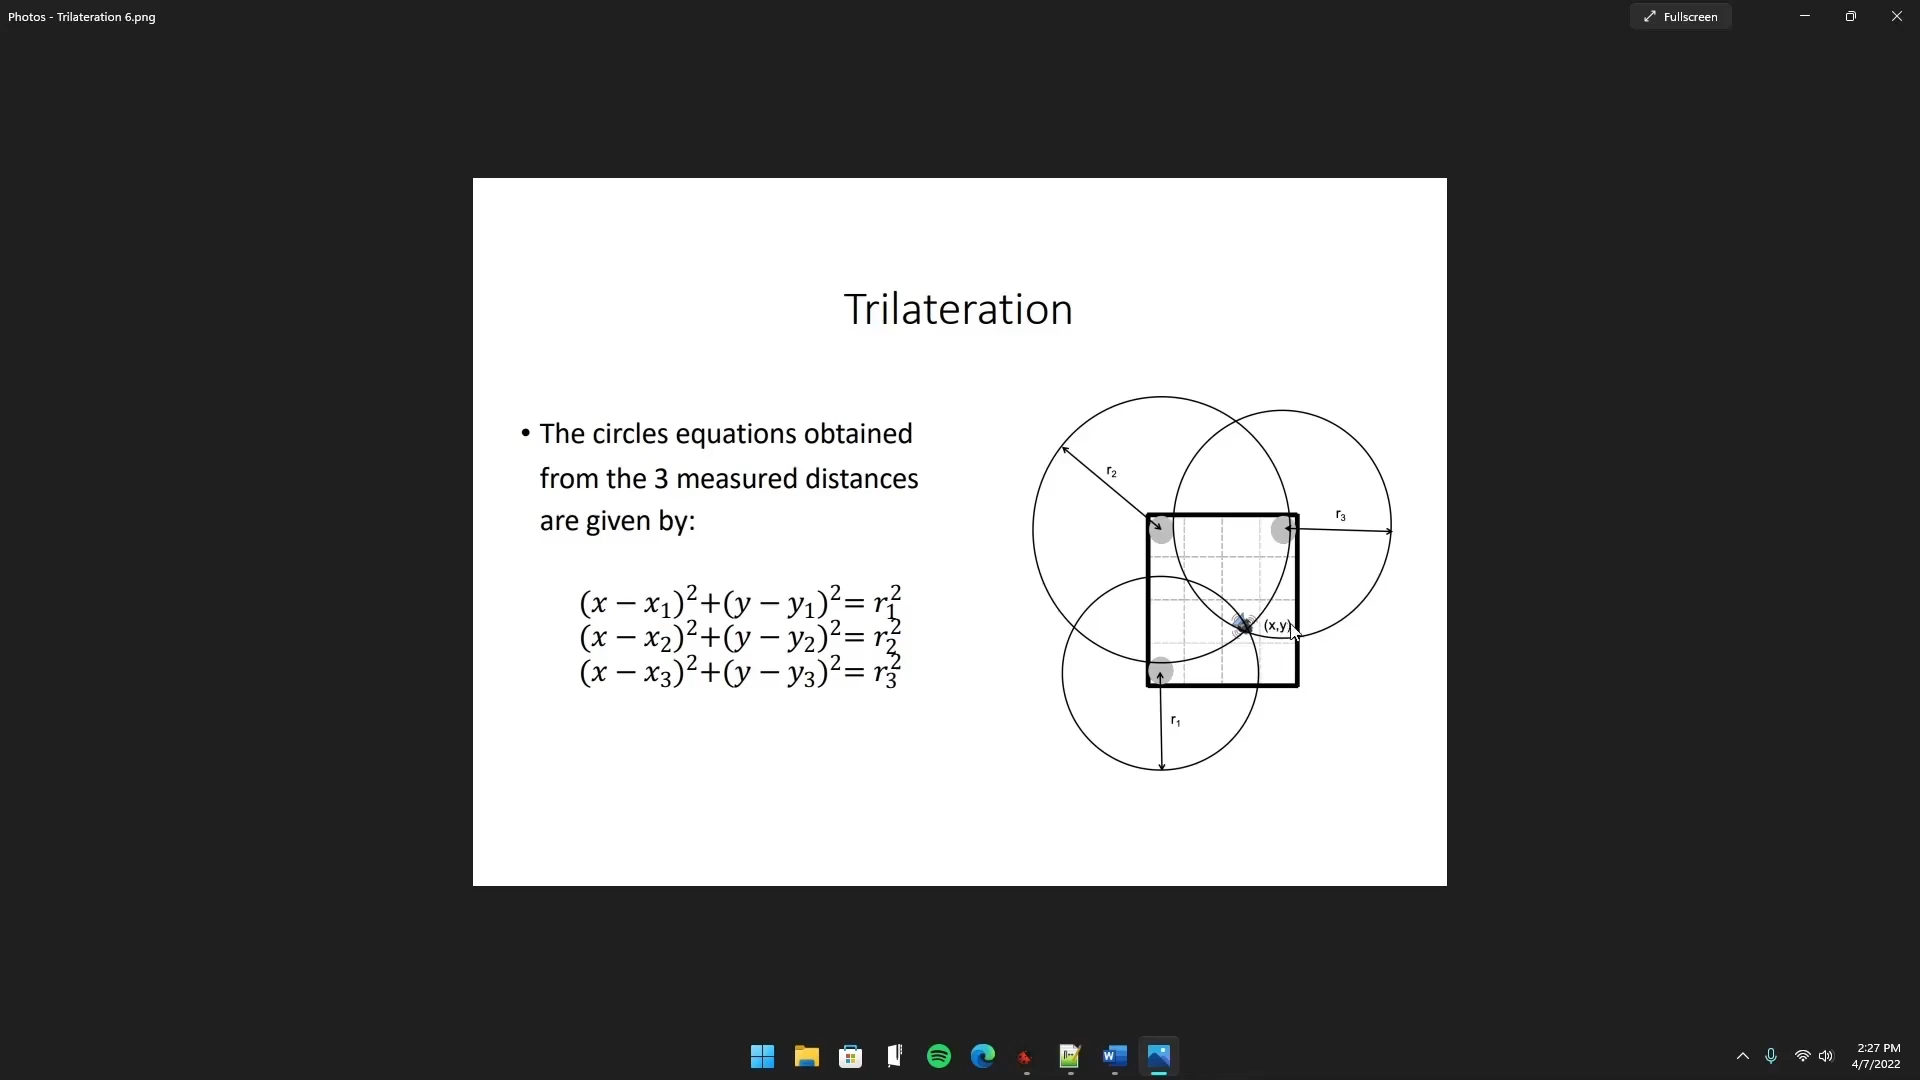 Photos - Trilateration 6.png
Fullscreen
Trilateration
• The circles equations obtained
from the 3 measured distances
are given by:
(x − x₁)²+(y − y₁)²= r₁²
(x − x₂)²+(y − y₂)²= r₂²
(x − x₃)²+(y − y₃)²= r₃²
r₂
r₃
(x,y)
r₁
2:27 PM
4/7/2022